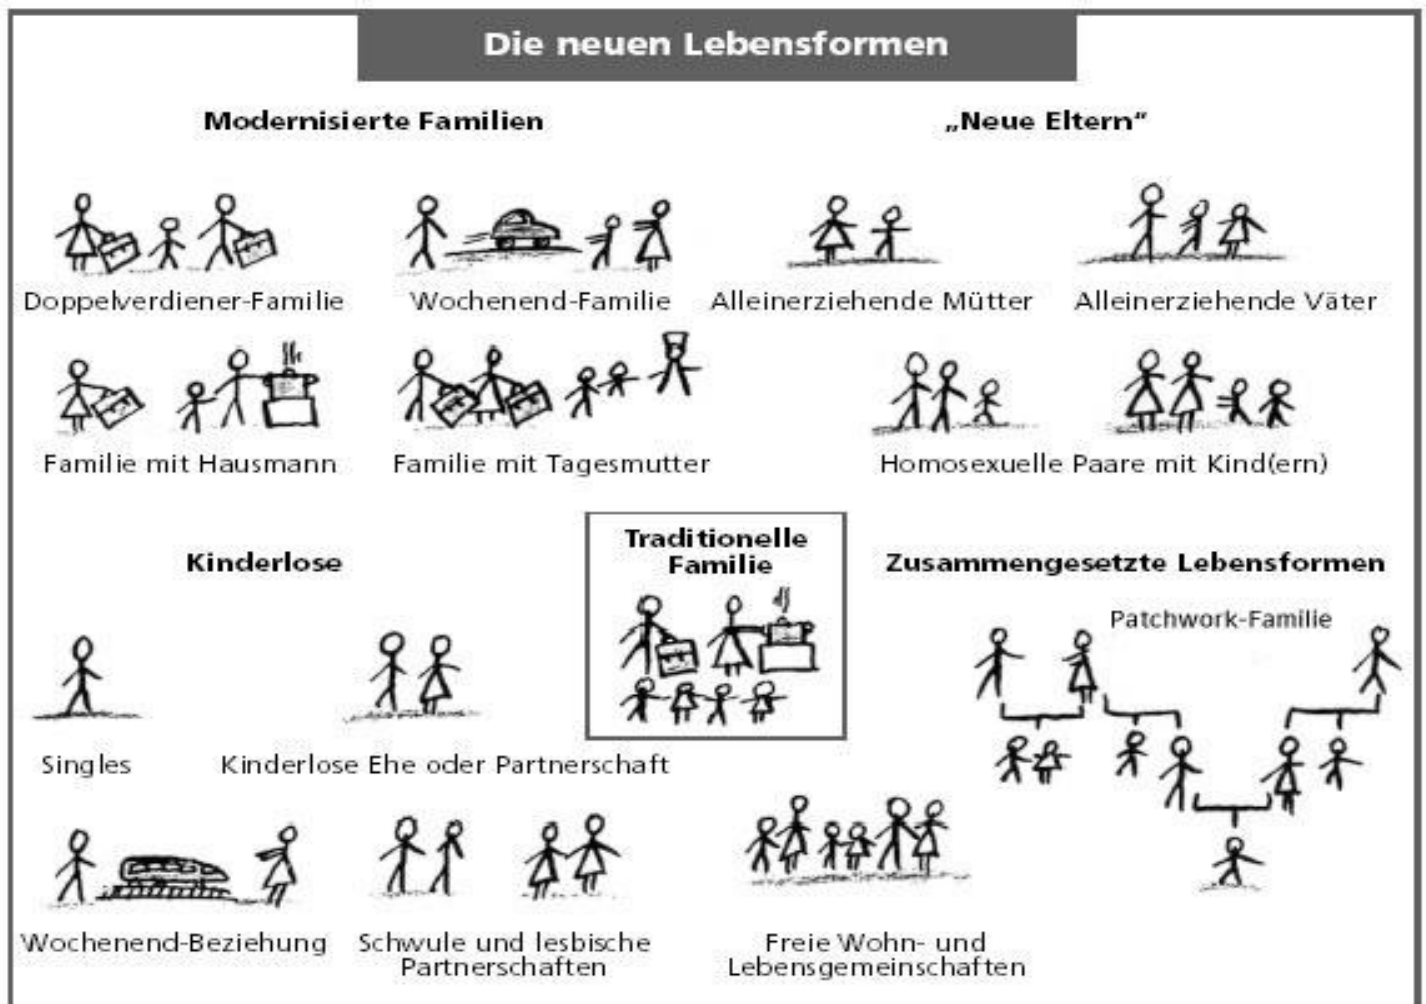 Die neuen Lebensformen
Modernisierte Familien
„Neue Eltern“
Doppelverdiener-Familie
Wochenend-Familie
Alleinerziehende Mütter
Alleinerziehende Väter
Familie mit Hausmann
Familie mit Tagesmutter
Homosexuelle Paare mit Kind(ern)
Kinderlose
Traditionelle
Familie
Zusammengesetzte Lebensformen
Patchwork-Familie
Singles
Kinderlose Ehe oder Partnerschaft
Wochenend-Beziehung
Schwule und lesbische
Partnerschaften
Freie Wohn- und
Lebensgemeinschaften